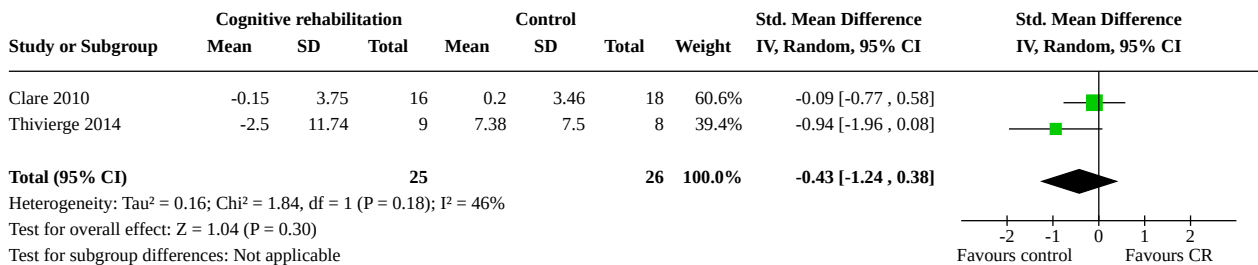 Cognitive rehabilitation Control Std. Mean Difference Std. Mean Difference
Study or Subgroup Mean SD Total Mean SD Total Weight IV, Random, 95% CI IV, Random, 95% CI
Clare 2010 -0.15 3.75 16 0.2 3.46 18 60.6% -0.09 [-0.77 , 0.58]
Thivierge 2014 -2.5 11.74 9 7.38 7.5 8 39.4% -0.94 [-1.96 , 0.08]
Total (95% CI) 25 26 100.0% -0.43 [-1.24 , 0.38]
Heterogeneity: Tau² = 0.16; Chi² = 1.84, df = 1 (P = 0.18); I² = 46%
Test for overall effect: Z = 1.04 (P = 0.30)
Test for subgroup differences: Not applicable
-2 -1 0 1 2
Favours control Favours CR